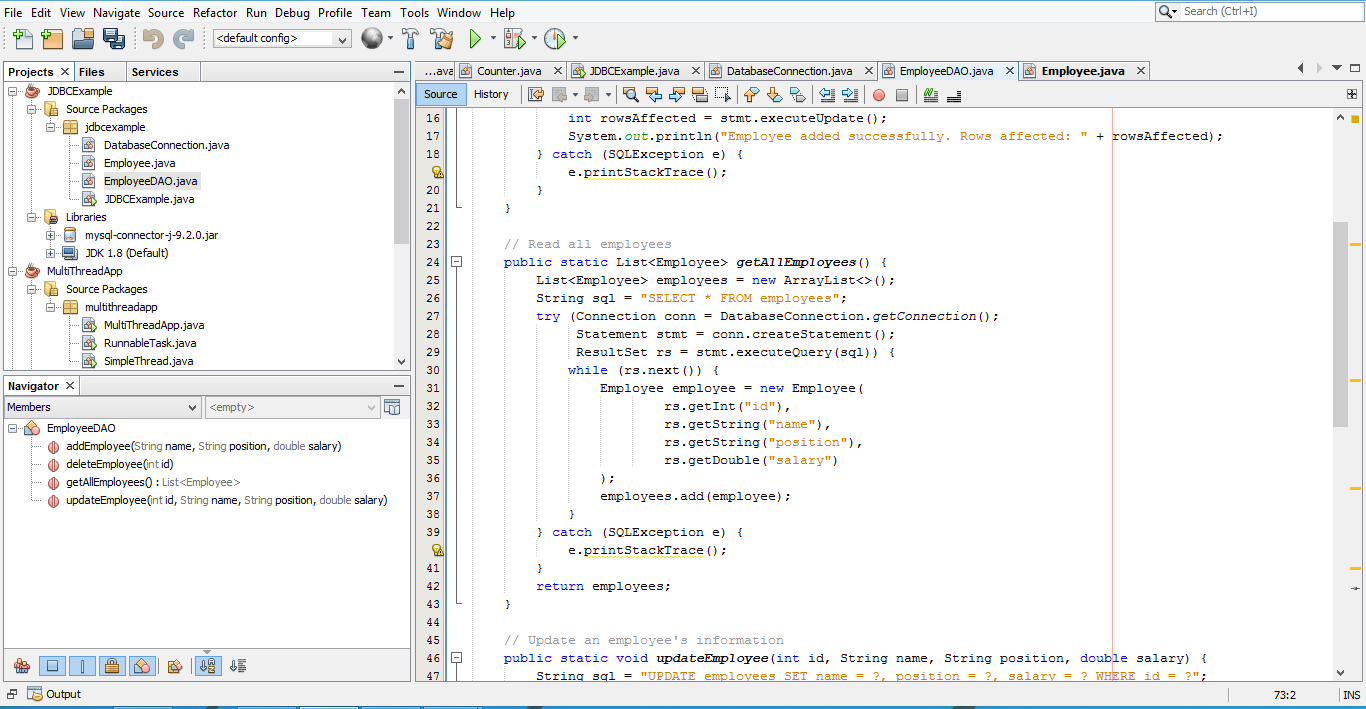 File Edit View Navigate Source Refactor Run Debug Profile Team Tools Window Help
Search (Ctrl+I)
<default config>
Projects
Files
Services
JDBCExample
Source Packages
jdbcexample
DatabaseConnection.java
Employee.java
EmployeeDAO.java
JDBCExample.java
Libraries
mysql-connector-j-9.2.0.jar
JDK 1.8 (Default)
MultiThreadApp
Source Packages
multithreadapp
MultiThreadApp.java
RunnableTask.java
SimpleThread.java
Navigator
Members
<empty>
EmployeeDAO
addEmployee(String name, String position, double salary)
deleteEmployee(int id)
getAllEmployees() : List<Employee>
updateEmployee(int id, String name, String position, double salary)
...ava
Counter.java
JDBCExample.java
DatabaseConnection.java
EmployeeDAO.java
Employee.java
Source
History
16 int rowsAffected = stmt.executeUpdate();
17 System.out.println("Employee added successfully. Rows affected: " + rowsAffected);
18 } catch (SQLException e) {
e.printStackTrace();
20 }
21 }
22
23 // Read all employees
24 public static List<Employee> getAllEmployees() {
25 List<Employee> employees = new ArrayList<>();
26 String sql = "SELECT * FROM employees";
27 try (Connection conn = DatabaseConnection.getConnection();
28 Statement stmt = conn.createStatement();
29 ResultSet rs = stmt.executeQuery(sql)) {
30 while (rs.next()) {
31 Employee employee = new Employee(
32 rs.getInt("id"),
33 rs.getString("name"),
34 rs.getString("position"),
35 rs.getDouble("salary")
36 );
37 employees.add(employee);
38 }
39 } catch (SQLException e) {
e.printStackTrace();
41 }
42 return employees;
43 }
44
45 // Update an employee's information
46 public static void updateEmployee(int id, String name, String position, double salary) {
47 String sql = "UPDATE employees SET name = ?, position = ?, salary = ? WHERE id = ?";
Output
73:2
INS